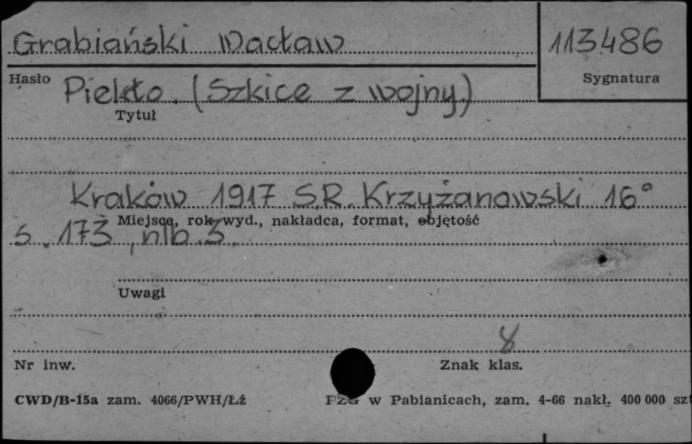 Grabiański Wacław
113486
Hasło
Sygnatura
Piekło. (Szkice z wojny)
Tytuł
Kraków 1917 S.R. Krzyżanowski 16°
Miejsce, rok wyd., nakładca, format, objętość
s. 173, nlb. 3.
Uwagi
8
Nr inw.
Znak klas.
CWD/B-15a zam. 4066/PWH/Łź
PZG w Pabianicach, zam. 4-66 nakł. 400 000 szt